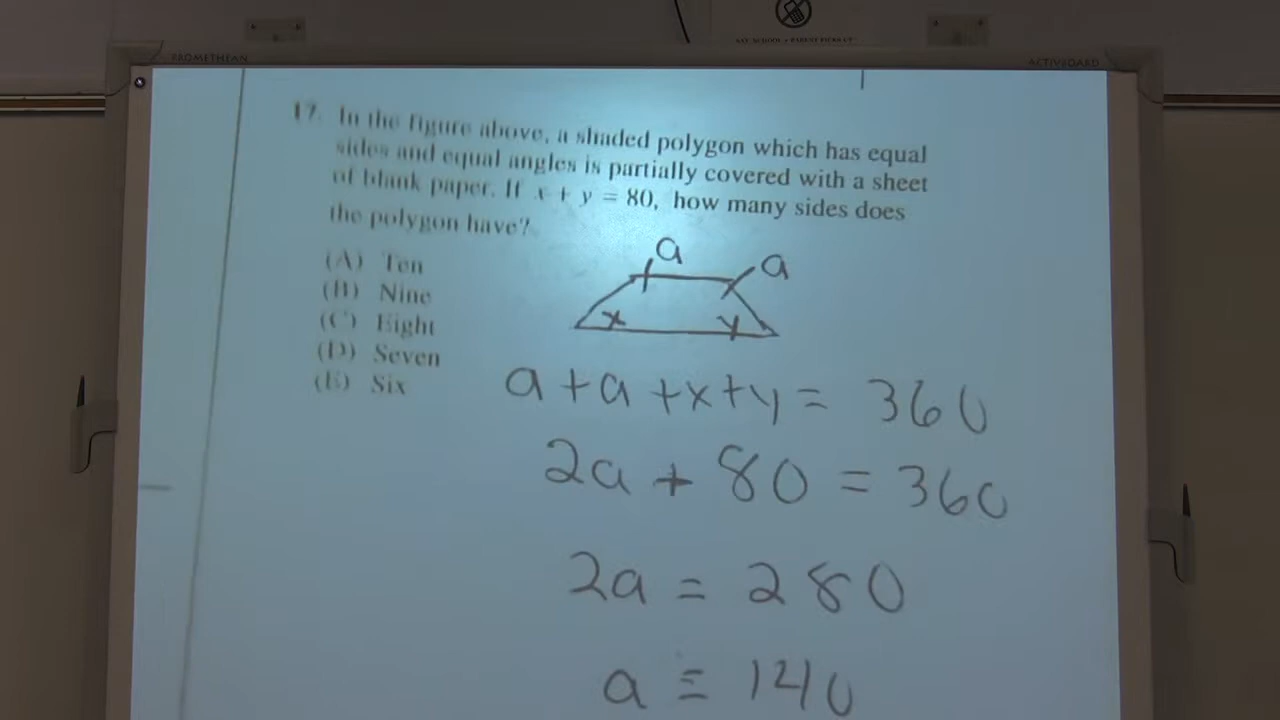 PROMETHEAN
ACTIVBOARD
17. In the figure above, a shaded polygon which has equal
sides and equal angles is partially covered with a sheet
of blank paper. If x + y = 80, how many sides does
the polygon have?
(A) Ten
(B) Nine
(C) Eight
(D) Seven
(E) Six
a
a
x
y
a + a + x + y = 360
2a + 80 = 360
2a = 280
a = 140